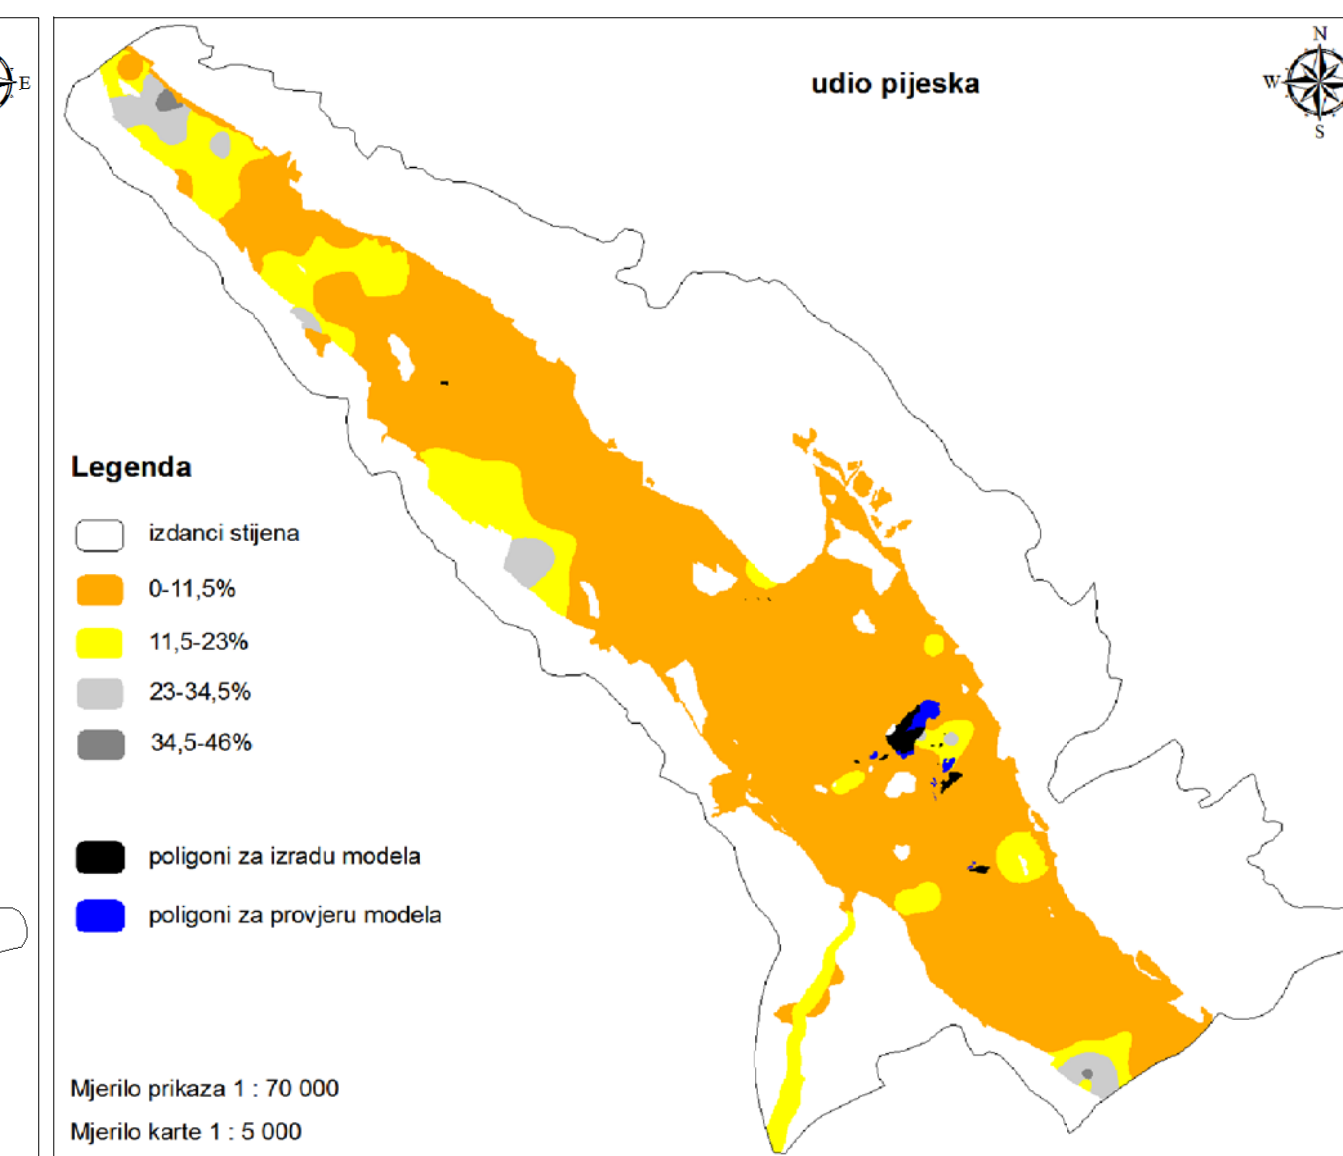 E
udio pijeska
N
W
S
Legenda
izdanci stijena
0-11,5%
11,5-23%
23-34,5%
34,5-46%
poligoni za izradu modela
poligoni za provjeru modela
Mjerilo prikaza 1 : 70 000
Mjerilo karte 1 : 5 000